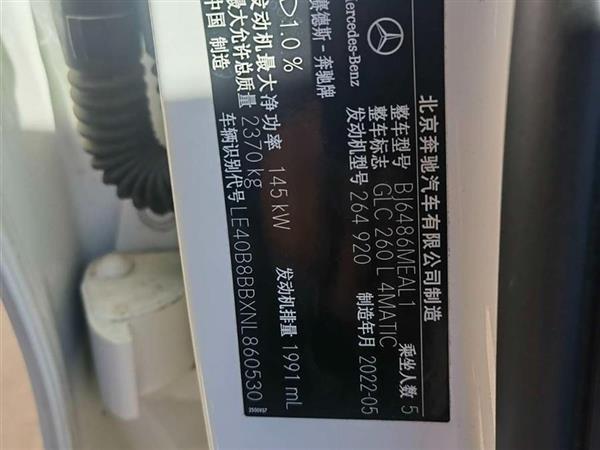 北京奔驰汽车有限公司制造
Mercedes-Benz
梅赛德斯-奔驰牌
整车型号 BJ6486MEAL1 乘坐人数 5
整车标志 GLC 260 L 4MATIC
发动机型号 264 920 制造年月 2022-05
1.0 %
发动机最大净功率 145 kW 发动机排量 1991 mL
最大允许总质量 2370 kg
中国 制造 车辆识别代号 LE40B8BBXNL860530